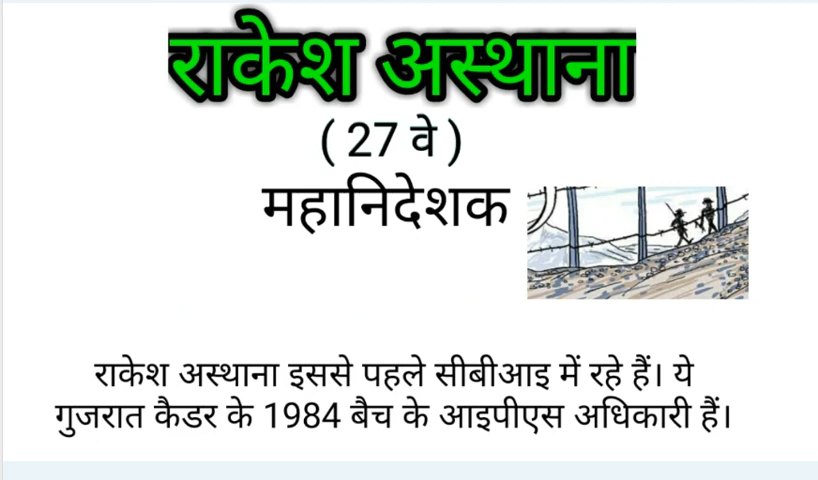 राकेश अस्थाना
( 27 वे )
महानिदेशक
राकेश अस्थाना इससे पहले सीबीआइ में रहे हैं। ये
गुजरात कैडर के 1984 बैच के आइपीएस अधिकारी हैं।